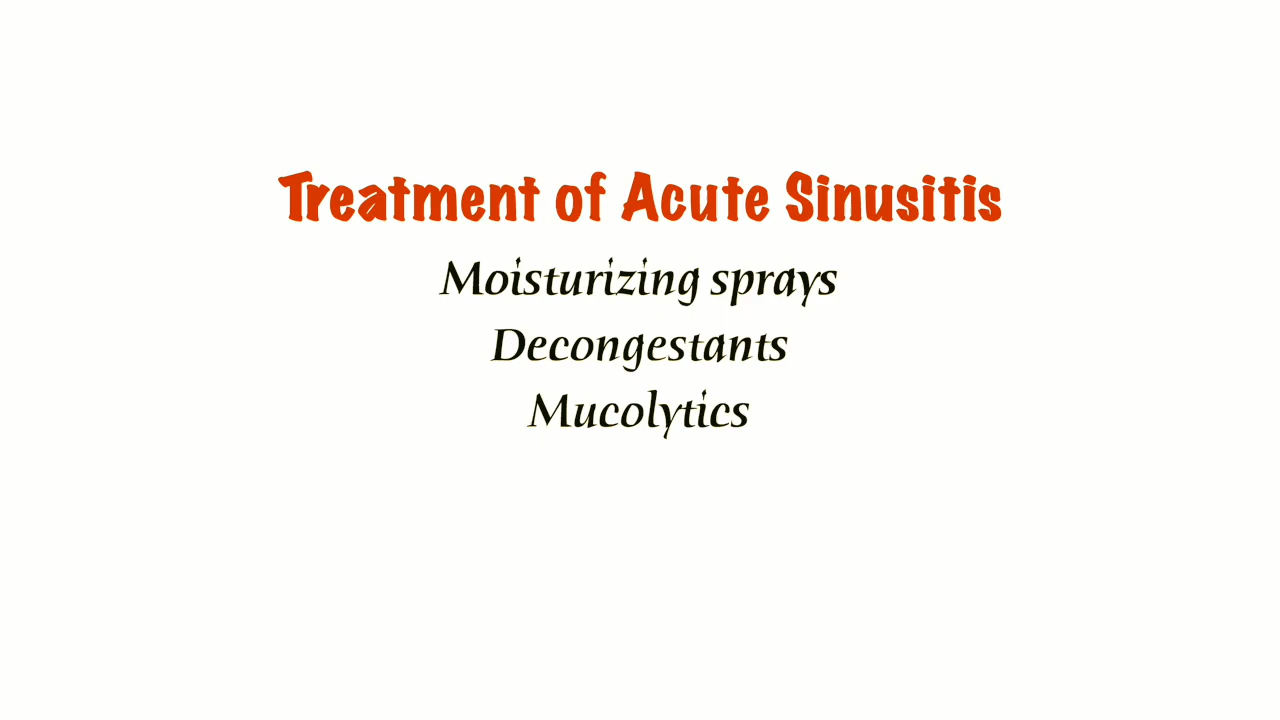 Treatment of Acute Sinusitis
Moisturizing sprays
Decongestants
Mucolytics